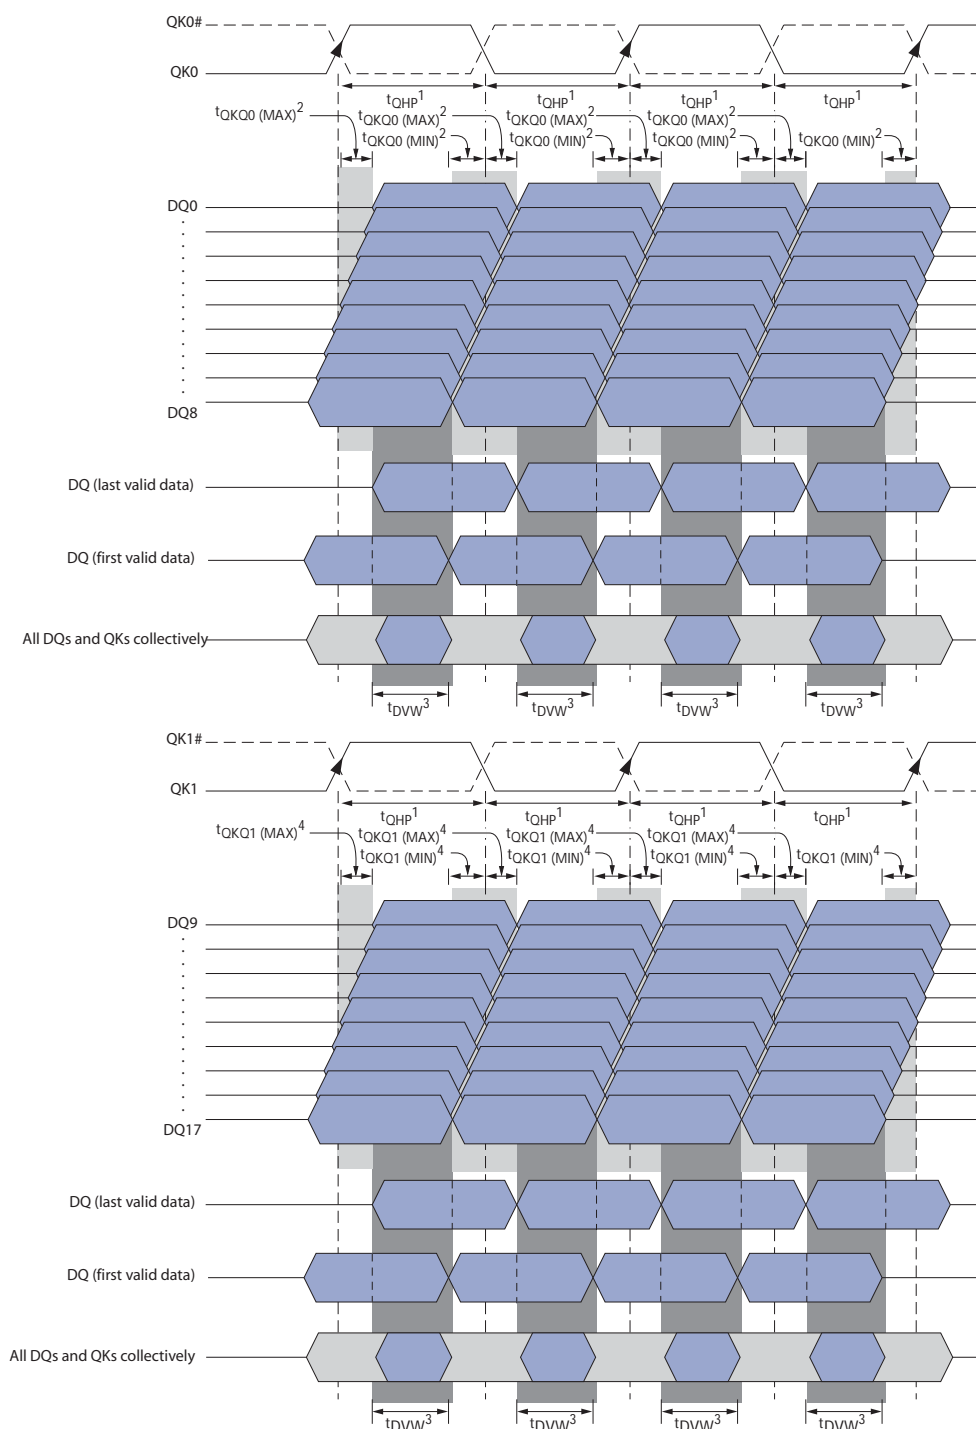 QK0#
QK0
tQHP1 tQHP1 tQHP1 tQHP1
tQKQ0 (MAX)2 tQKQ0 (MAX)2 tQKQ0 (MAX)2 tQKQ0 (MAX)2
tQKQ0 (MIN)2 tQKQ0 (MIN)2 tQKQ0 (MIN)2 tQKQ0 (MIN)2
DQ0
DQ8
DQ (last valid data)
DQ (first valid data)
All DQs and QKs collectively
tDVW3 tDVW3 tDVW3 tDVW3
QK1#
QK1
tQHP1 tQHP1 tQHP1 tQHP1
tQKQ1 (MAX)4 tQKQ1 (MAX)4 tQKQ1 (MAX)4 tQKQ1 (MAX)4
tQKQ1 (MIN)4 tQKQ1 (MIN)4 tQKQ1 (MIN)4 tQKQ1 (MIN)4
DQ9
DQ17
DQ (last valid data)
DQ (first valid data)
All DQs and QKs collectively
tDVW3 tDVW3 tDVW3 tDVW3